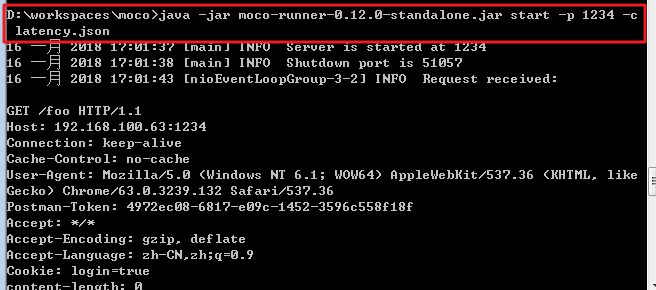 D:\workspaces\moco>java -jar moco-runner-0.12.0-standalone.jar start -p 1234 -c
latency.json
16 一月 2018 17:01:37 [main] INFO  Server is started at 1234
16 一月 2018 17:01:38 [main] INFO  Shutdown port is 51057
16 一月 2018 17:01:43 [nioEventLoopGroup-3-2] INFO  Request received:
GET /foo HTTP/1.1
Host: 192.168.100.63:1234
Connection: keep-alive
Cache-Control: no-cache
User-Agent: Mozilla/5.0 (Windows NT 6.1; WOW64) AppleWebKit/537.36 (KHTML, like
Gecko) Chrome/63.0.3239.132 Safari/537.36
Postman-Token: 4972ec08-6817-e09c-1452-3596c558f18f
Accept: */*
Accept-Encoding: gzip, deflate
Accept-Language: zh-CN,zh;q=0.9
Cookie: login=true
content-length: 0